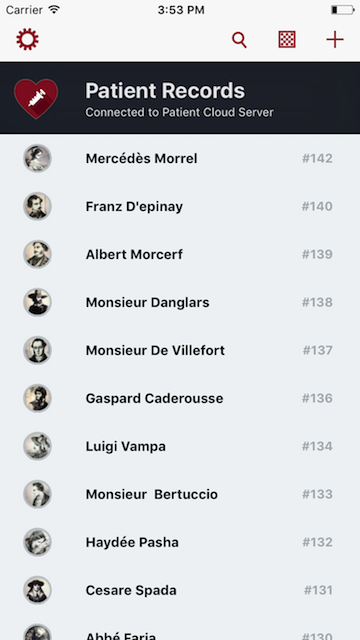 Carrier 3:53 PM
Patient Records
Connected to Patient Cloud Server
Mercédès Morrel #142
Franz D'epinay #140
Albert Morcerf #139
Monsieur Danglars #138
Monsieur De Villefort #137
Gaspard Caderousse #136
Luigi Vampa #134
Monsieur  Bertuccio #133
Haydée Pasha #132
Cesare Spada #131
Abbé Faria #130